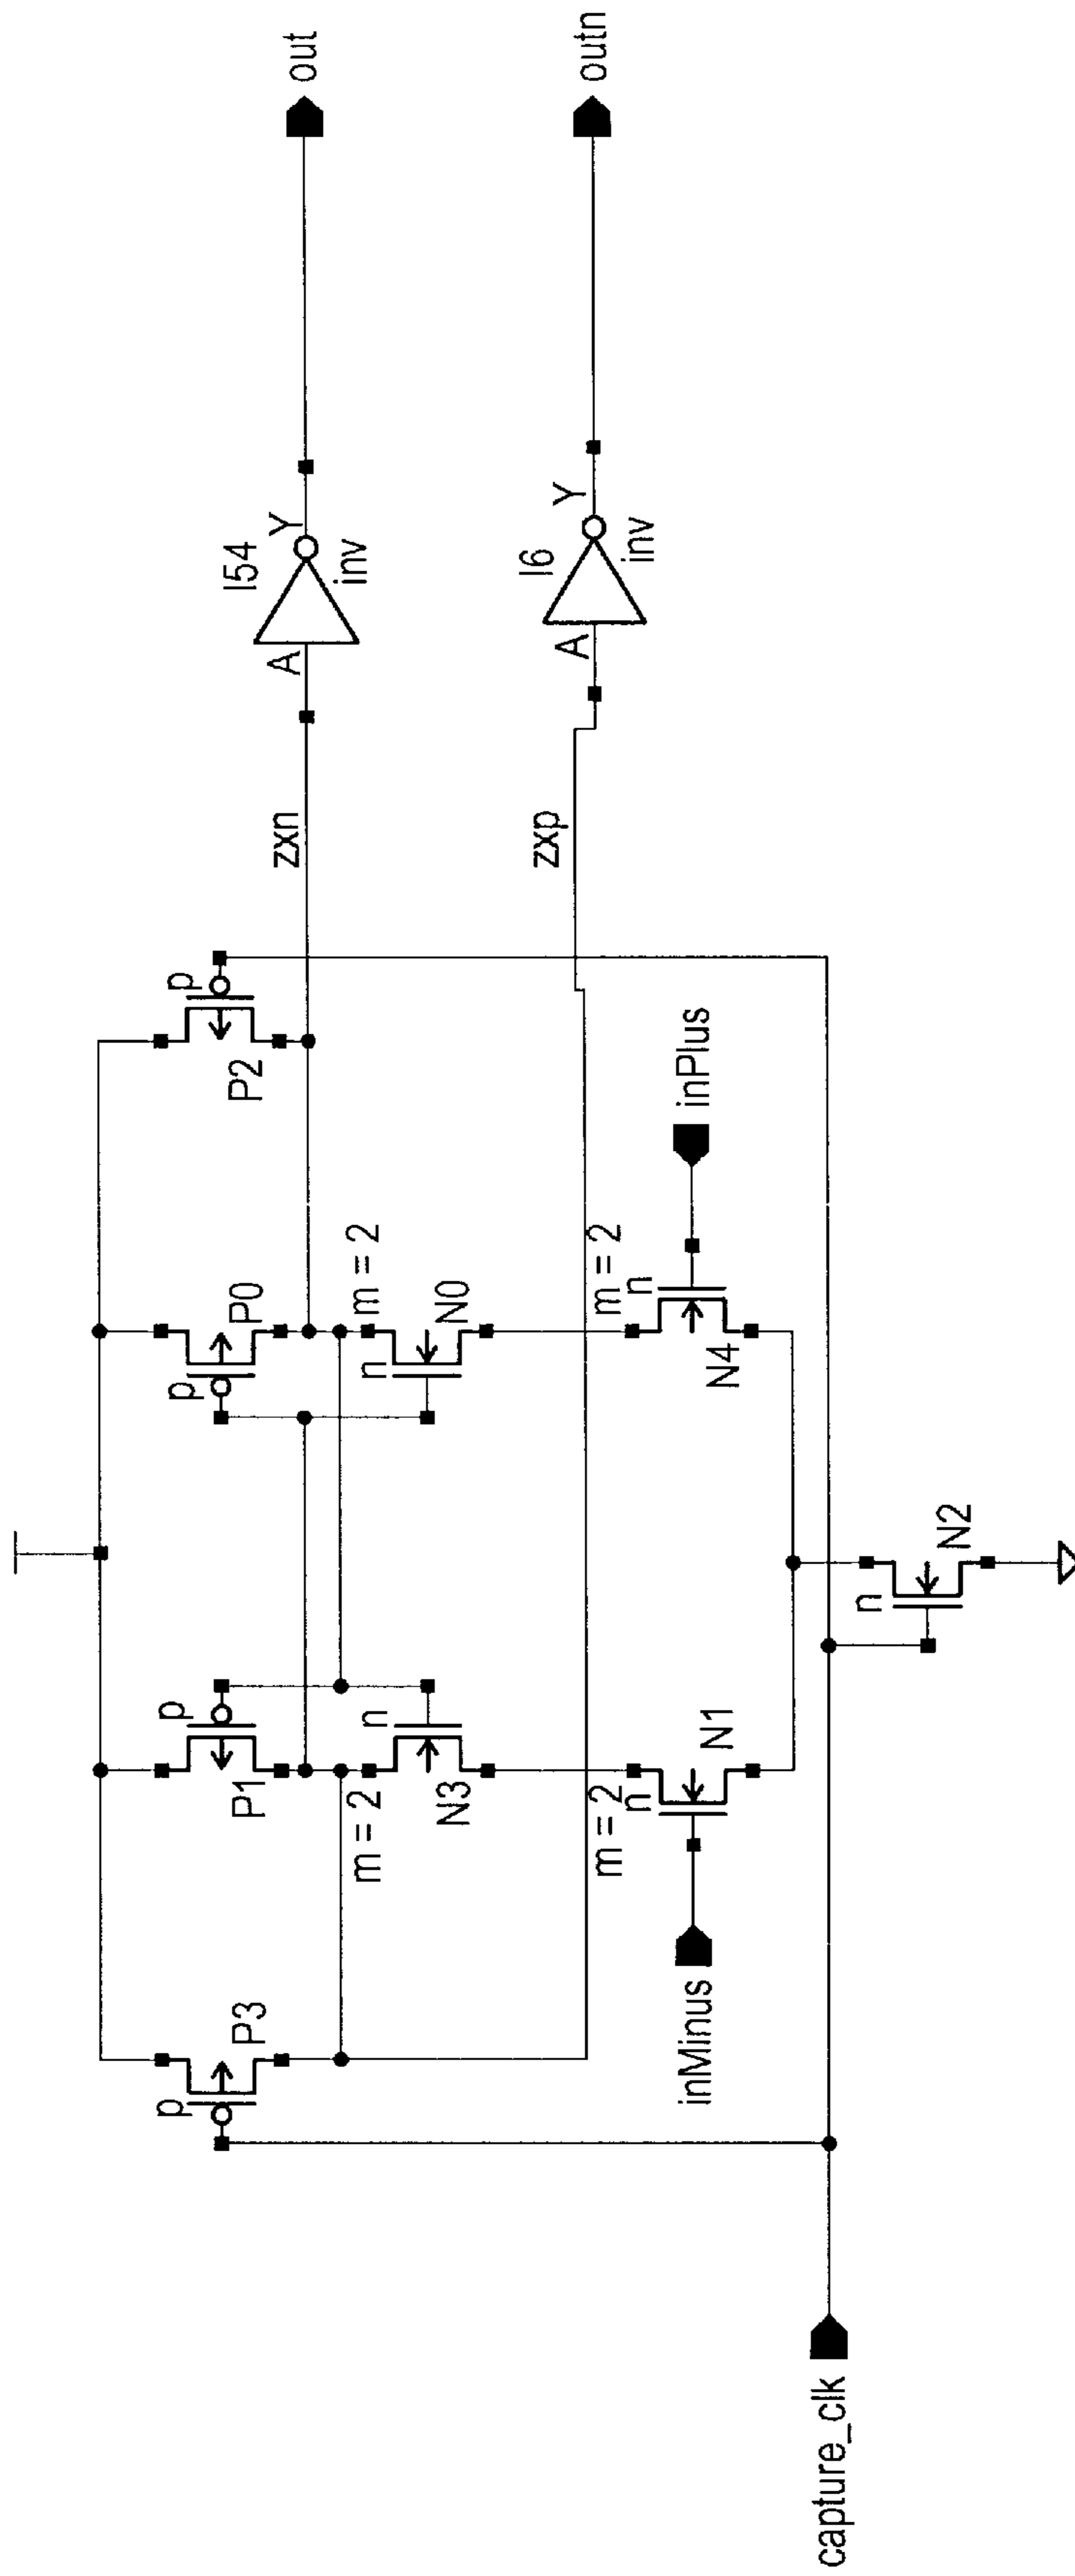 out
outn
I54
Y
A
inv
I6
Y
A
inv
zxn
zxp
p
P2
inPlus
p
P0
m = 2
n
N0
m = 2
n
N4
p
P1
n
m = 2
N3
m = 2
n
N1
n
N2
p
P3
inMinus
capture_clk